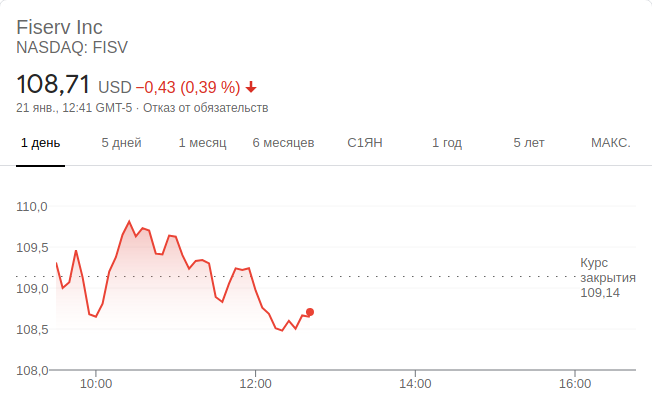 Fiserv Inc
NASDAQ: FISV
108,71 USD −0,43 (0,39 %)
21 янв., 12:41 GMT-5 · Отказ от обязательств
1 день 5 дней 1 месяц 6 месяцев С1ЯН 1 год 5 лет МАКС.
110,0
109,5
Курс
закрытия
109,14
109,0
108,5
108,0
10:00 12:00 14:00 16:00